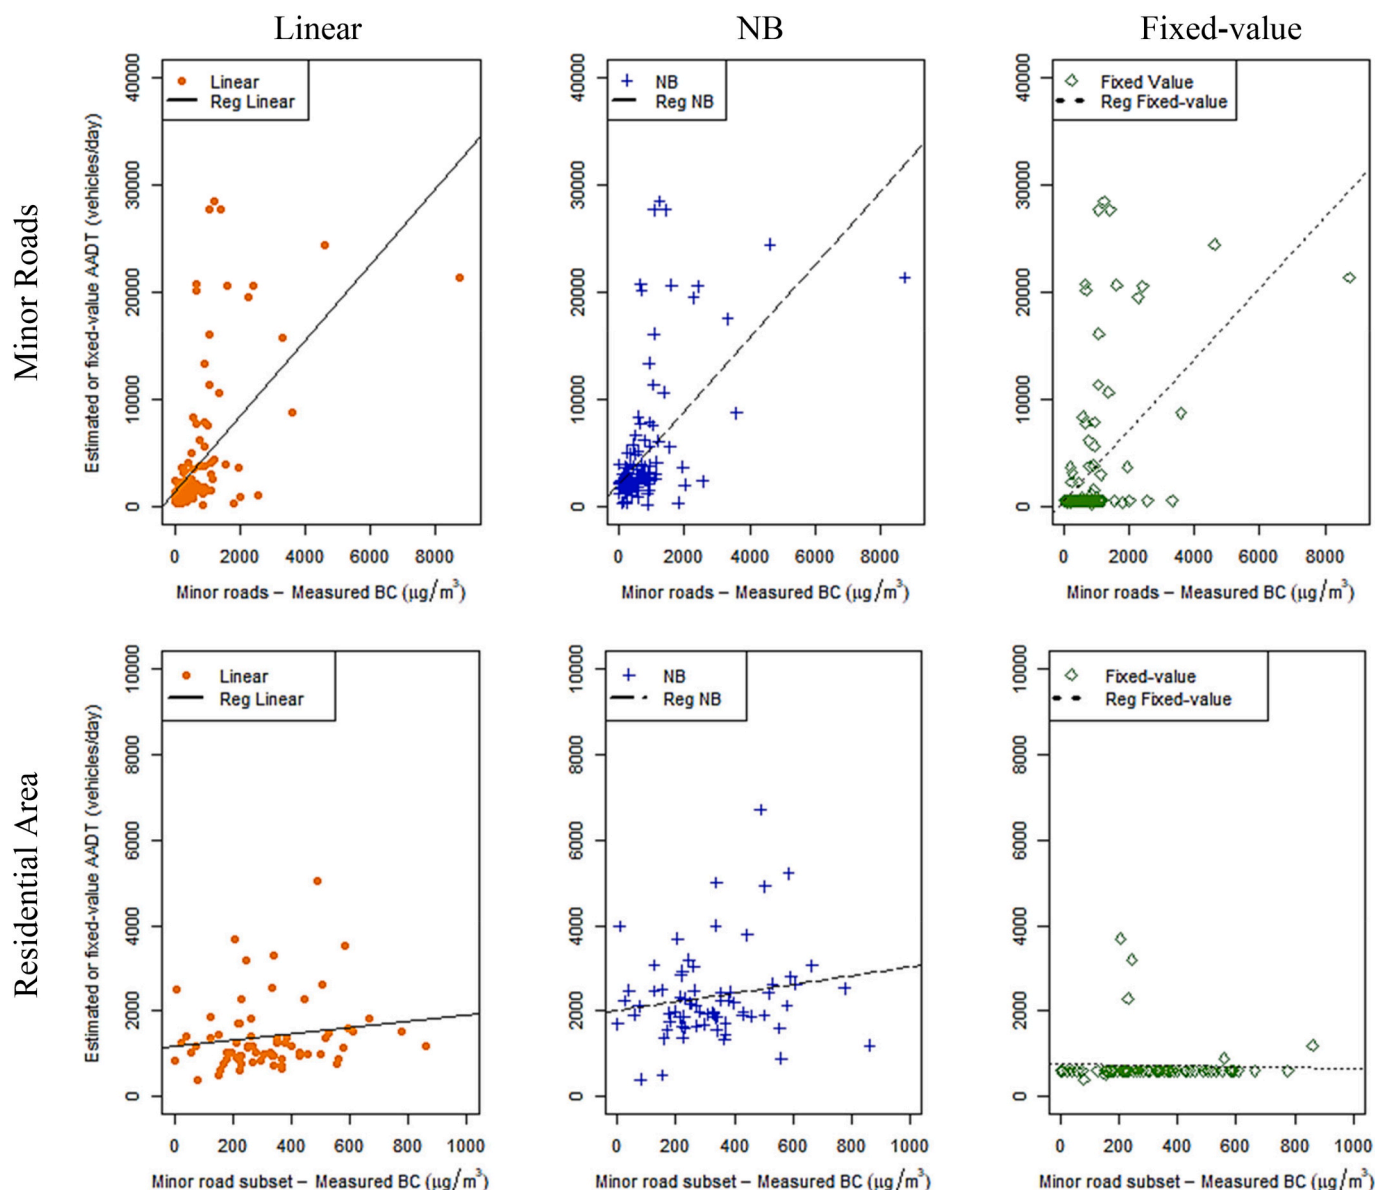 Linear NB Fixed-value
Minor Roads
Estimated or fixed-value AADT (vehicles/day)
40000
30000
20000
10000
0
Linear
Reg Linear
0 2000 4000 6000 8000
Minor roads – Measured BC (μg/m³)
40000
30000
20000
10000
0
NB
Reg NB
0 2000 4000 6000 8000
Minor roads – Measured BC (μg/m³)
40000
30000
20000
10000
0
Fixed Value
Reg Fixed-value
0 2000 4000 6000 8000
Minor roads – Measured BC (μg/m³)
Residential Area
Estimated or fixed-value AADT (vehicles/day)
10000
8000
6000
4000
2000
0
Linear
Reg Linear
0 200 400 600 800 1000
Minor road subset – Measured BC (μg/m³)
10000
8000
6000
4000
2000
0
NB
Reg NB
0 200 400 600 800 1000
Minor road subset – Measured BC (μg/m³)
10000
8000
6000
4000
2000
0
Fixed-value
Reg Fixed-value
0 200 400 600 800 1000
Minor road subset – Measured BC (μg/m³)